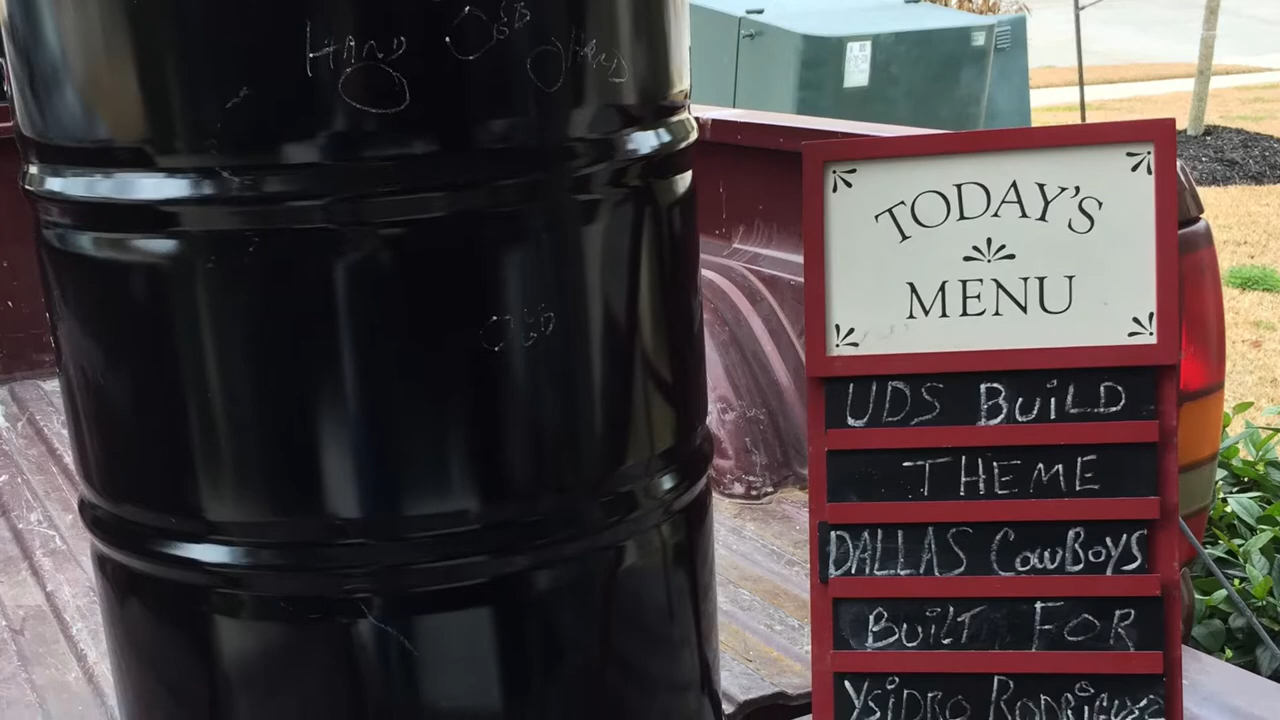 HAND
TODAY'S
MENU
UDS BUiLD
THEME
DALLAS COWBOYS
BUiLT FOR
YSiDRO RODRiGUEZ